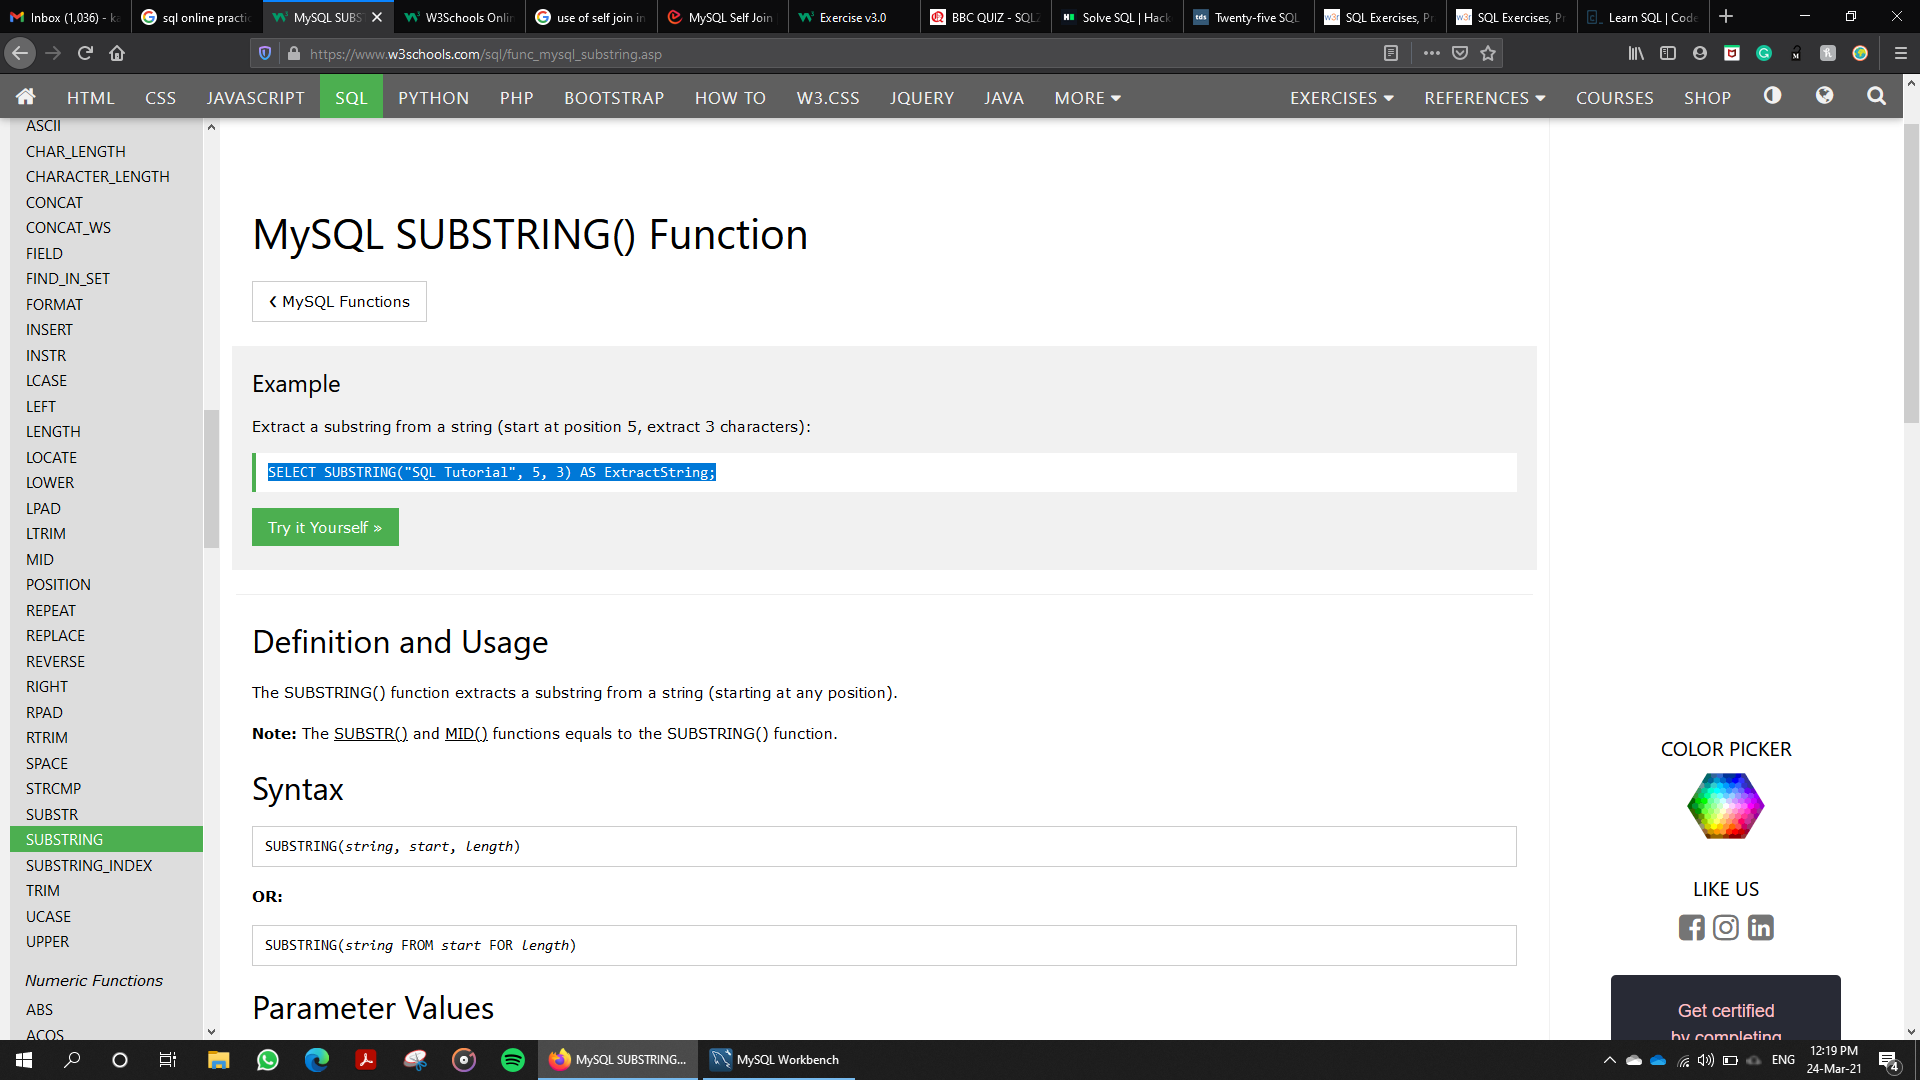 Inbox (1,036) - ka
sql online practic
MySQL SUBS
W3Schools Onlin
use of self join in
MySQL Self Join
Exercise v3.0
BBC QUIZ - SQLZ
Solve SQL | Hack
Twenty-five SQL
SQL Exercises, Pr
SQL Exercises, Pr
Learn SQL | Code
https://www.w3schools.com/sql/func_mysql_substring.asp
HTML CSS JAVASCRIPT SQL PYTHON PHP BOOTSTRAP HOW TO W3.CSS JQUERY JAVA MORE EXERCISES REFERENCES COURSES SHOP
ASCII
CHAR_LENGTH
CHARACTER_LENGTH
CONCAT
CONCAT_WS
FIELD
FIND_IN_SET
FORMAT
INSERT
INSTR
LCASE
LEFT
LENGTH
LOCATE
LOWER
LPAD
LTRIM
MID
POSITION
REPEAT
REPLACE
REVERSE
RIGHT
RPAD
RTRIM
SPACE
STRCMP
SUBSTR
SUBSTRING
SUBSTRING_INDEX
TRIM
UCASE
UPPER
Numeric Functions
ABS
ACOS
MySQL SUBSTRING() Function
❮ MySQL Functions
Example
Extract a substring from a string (start at position 5, extract 3 characters):
SELECT SUBSTRING("SQL Tutorial", 5, 3) AS ExtractString;
Try it Yourself »
Definition and Usage
The SUBSTRING() function extracts a substring from a string (starting at any position).
Note: The SUBSTR() and MID() functions equals to the SUBSTRING() function.
Syntax
SUBSTRING(string, start, length)
OR:
SUBSTRING(string FROM start FOR length)
Parameter Values
COLOR PICKER
LIKE US
Get certified
by completing
MySQL SUBSTRING...
MySQL Workbench
ENG
12:19 PM
24-Mar-21
4